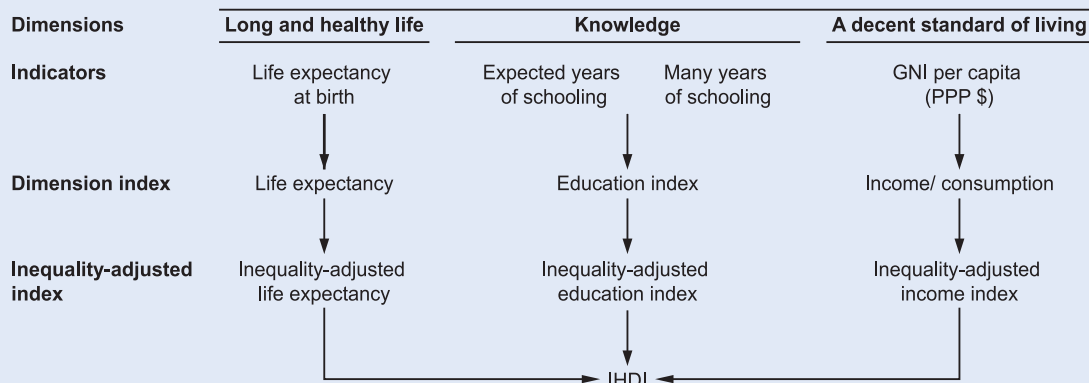 Dimensions Long and healthy life Knowledge A decent standard of living
Indicators Life expectancy Expected years Many years GNI per capita
at birth of schooling of schooling (PPP $)
Dimension index Life expectancy Education index Income/ consumption
Inequality-adjusted Inequality-adjusted Inequality-adjusted Inequality-adjusted
index life expectancy education index income index
IHDI